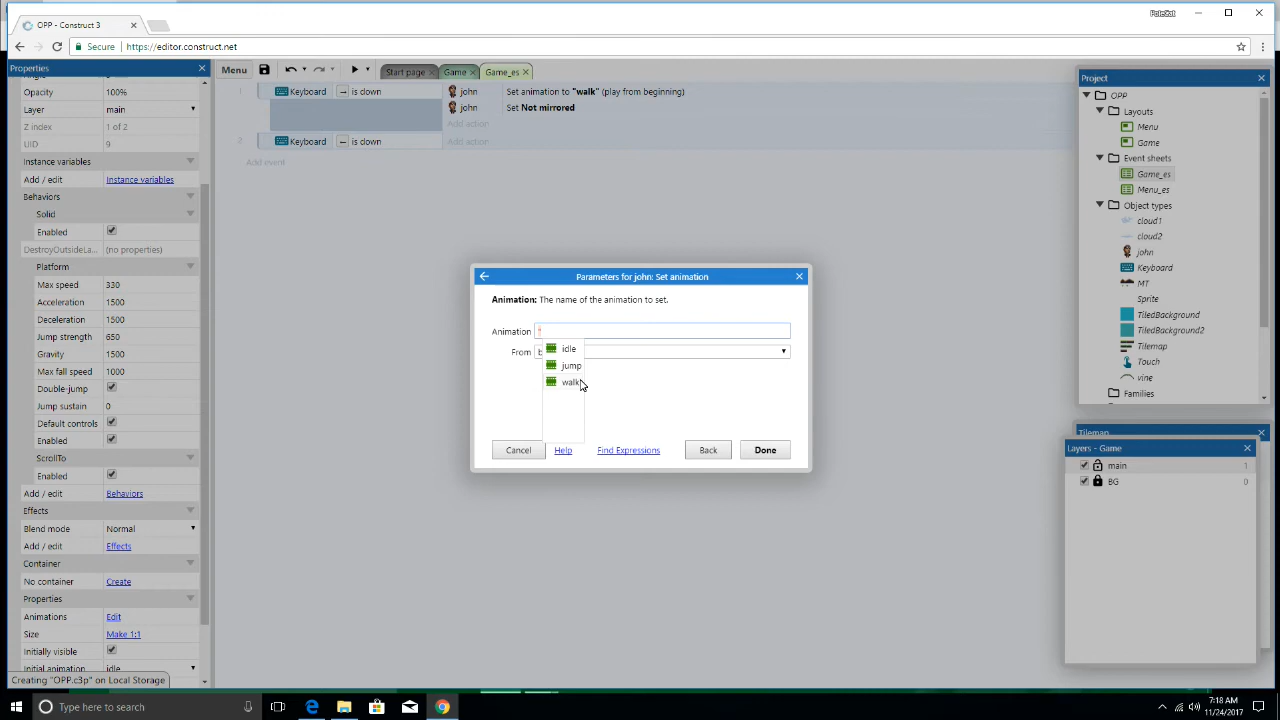 OPP - Construct 3
PeteSet
Secure https://editor.construct.net
Properties
Menu
Start page Game Game_es
Project
Opacity 100%
Layer main
Z index 1 of 2
UID 9
Instance variables
Add / edit Instance variables
Behaviors
Solid
Enabled
DestroyOutsideLa... (no properties)
Platform
Max speed 330
Acceleration 1500
Deceleration 1500
Jump strength 650
Gravity 1500
Max fall speed 1000
Double-jump
Jump sustain 0
Default controls
Enabled
ScrollTo
Enabled
Add / edit Behaviors
Effects
Blend mode Normal
Add / edit Effects
Container
No container Create
Properties
Animations Edit
Size Make 1:1
Initially visible
Initial animation idle
Creating "OPP.c3p" on Local Storage
1 Keyboard → is down john Set animation to "walk" (play from beginning)
john Set Not mirrored
Add action
2 Keyboard ← is down Add action
Add event
Parameters for john: Set animation
Animation: The name of the animation to set.
Animation "
From b
idle
jump
walk
Cancel Help Find Expressions Back Done
OPP
Layouts
Menu
Game
Event sheets
Game_es
Menu_es
Object types
cloud1
cloud2
john
Keyboard
MT
Sprite
TiledBackground
TiledBackground2
Tilemap
Touch
vine
Families
Tilemap
Layers - Game
main 1
BG 0
Type here to search
7:18 AM
11/24/2017